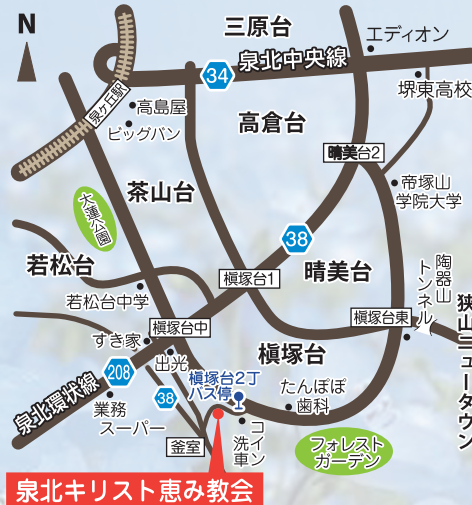 N
三原台
エディオン
34
泉北中央線
堺東高校
泉ヶ丘駅
高島屋
ビッグバン
高倉台
晴美台2
帝塚山
学院大学
茶山台
大蓮公園
38
若松台
槇塚台1
晴美台
陶器山
トンネル
狭山ニュータウン
若松台中学
槇塚台中
槇塚台東
すき家
出光
槇塚台
208
泉北環状線
38
槇塚台2丁
バス停
たんぽぽ
歯科
業務
スーパー
釜室
コイン
洗車
フォレスト
ガーデン
泉北キリスト恵み教会